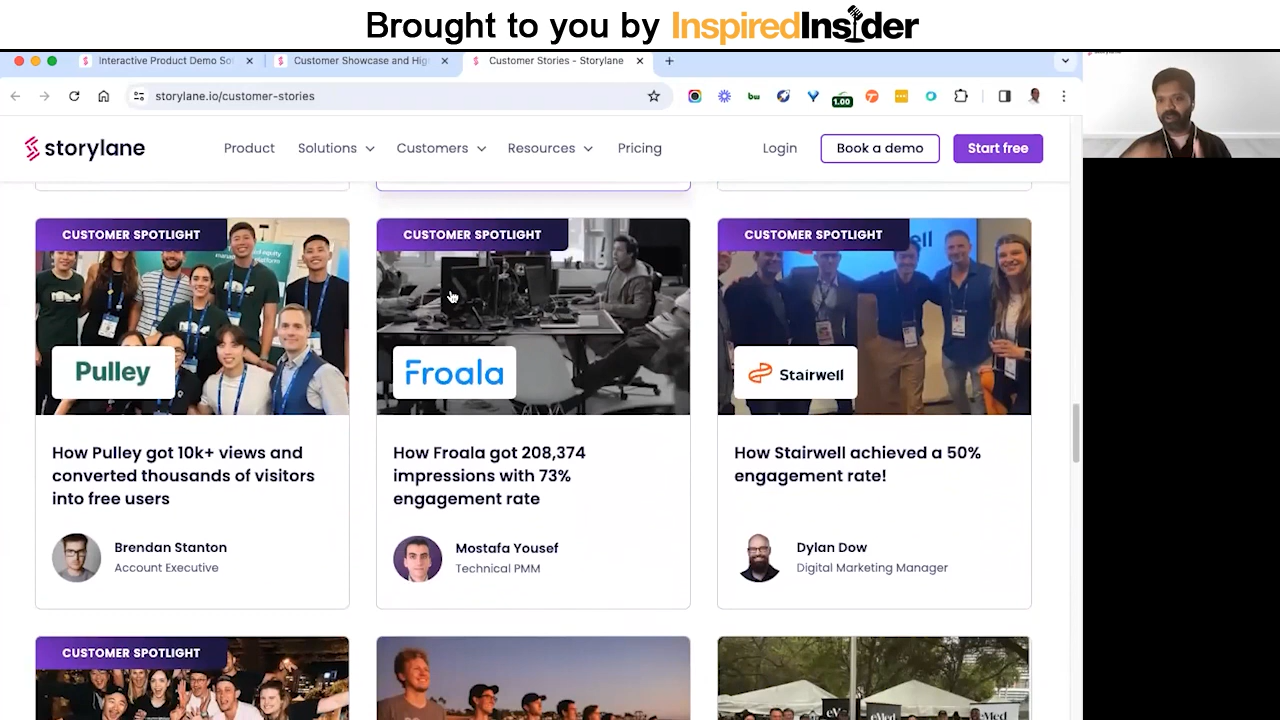 Brought to you by InspiredInsider
Interactive Product Demo So
Customer Showcase and Hig
Customer Stories - Storylane
storylane.io/customer-stories
bw
1.00
storylane
Product
Solutions
Customers
Resources
Pricing
Login
Book a demo
Start free
CUSTOMER SPOTLIGHT
CUSTOMER SPOTLIGHT
CUSTOMER SPOTLIGHT
Pulley
Froala
Stairwell
How Pulley got 10k+ views and
converted thousands of visitors
into free users
How Froala got 208,374
impressions with 73%
engagement rate
How Stairwell achieved a 50%
engagement rate!
Brendan Stanton
Account Executive
Mostafa Yousef
Technical PMM
Dylan Dow
Digital Marketing Manager
CUSTOMER SPOTLIGHT
eMed